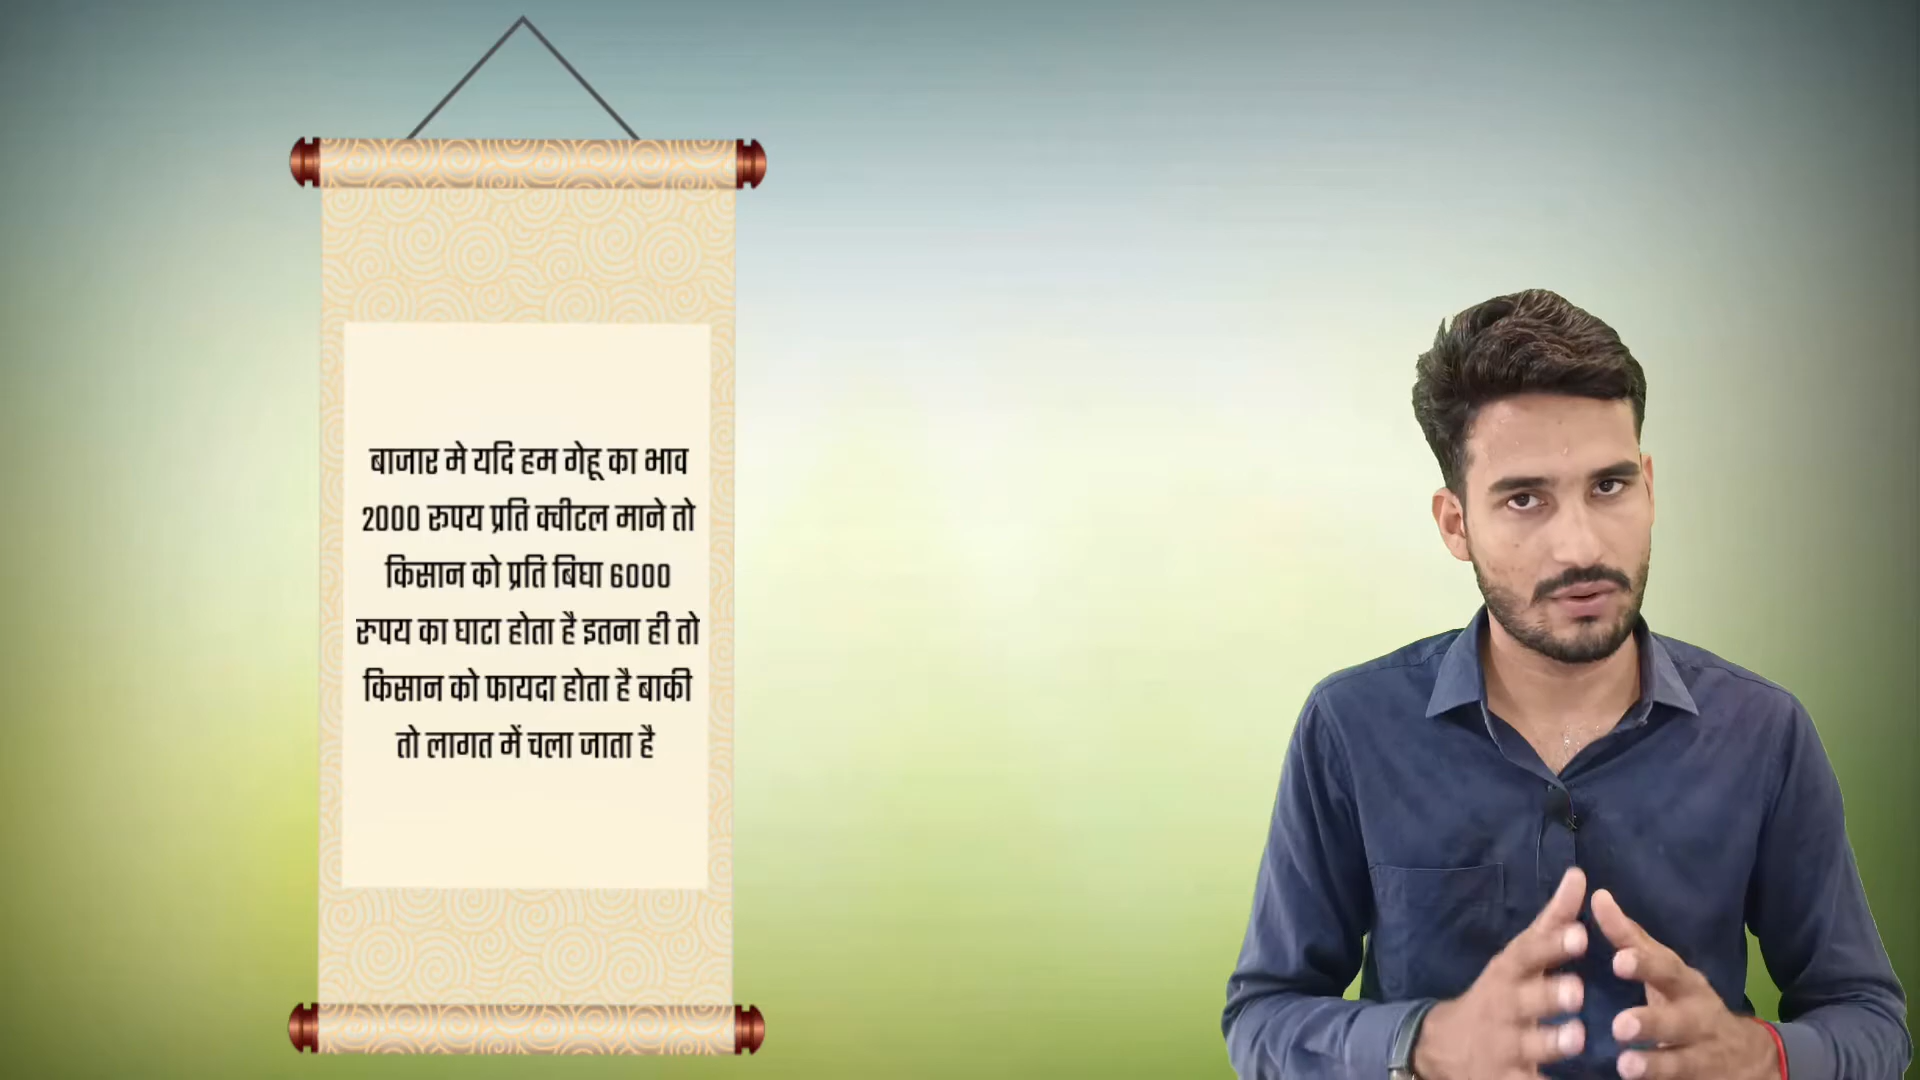 बाजार मे यदि हम गेहू का भाव
2000 रूपय प्रति क्वीटल माने तो
किसान को प्रति बिघा 6000
रुपय का घाटा होता है इतना ही तो
किसान को फायदा होता है बाकी
तो लागत में चला जाता है